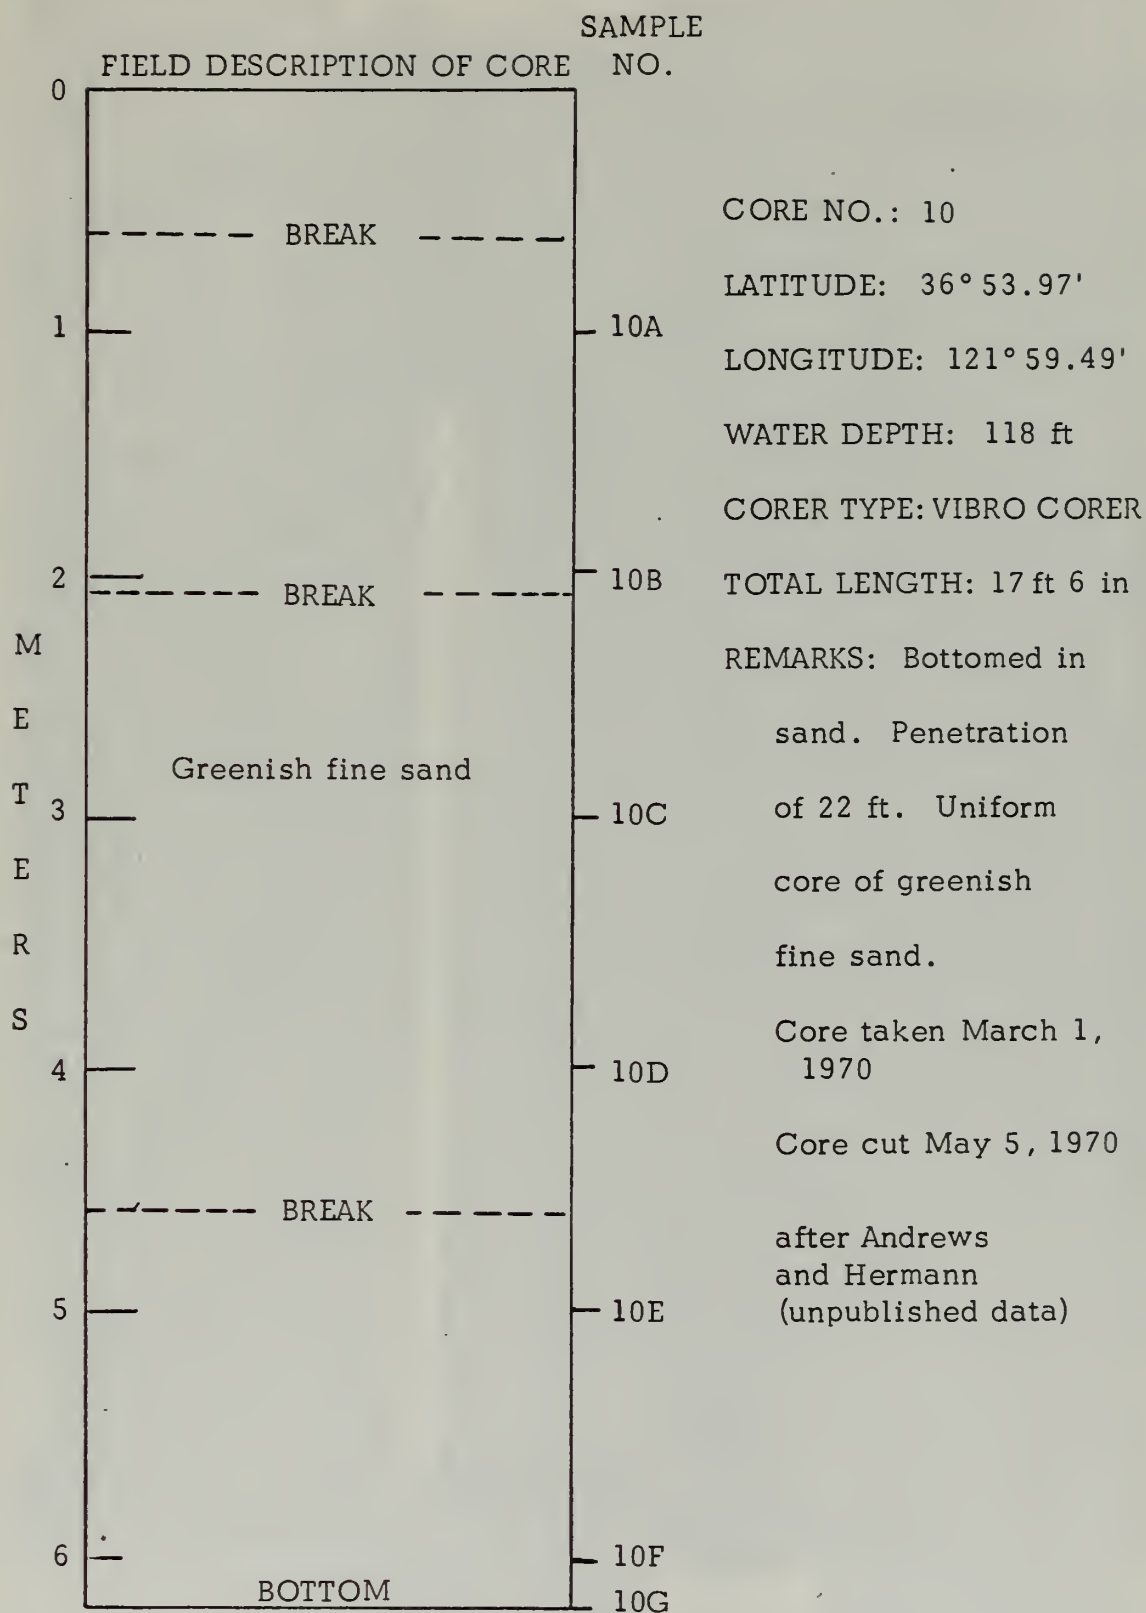 SAMPLE
FIELD DESCRIPTION OF CORE NO.
0
BREAK
1
10A
2
10B
BREAK
METERS
Greenish fine sand
3
10C
4
10D
BREAK
5
10E
6
10F
BOTTOM
10G
CORE NO.: 10
LATITUDE: 36° 53.97'
LONGITUDE: 121° 59.49'
WATER DEPTH: 118 ft
CORER TYPE: VIBRO CORER
TOTAL LENGTH: 17 ft 6 in
REMARKS: Bottomed in
sand. Penetration
of 22 ft. Uniform
core of greenish
fine sand.
Core taken March 1,
1970
Core cut May 5, 1970
after Andrews
and Hermann
(unpublished data)